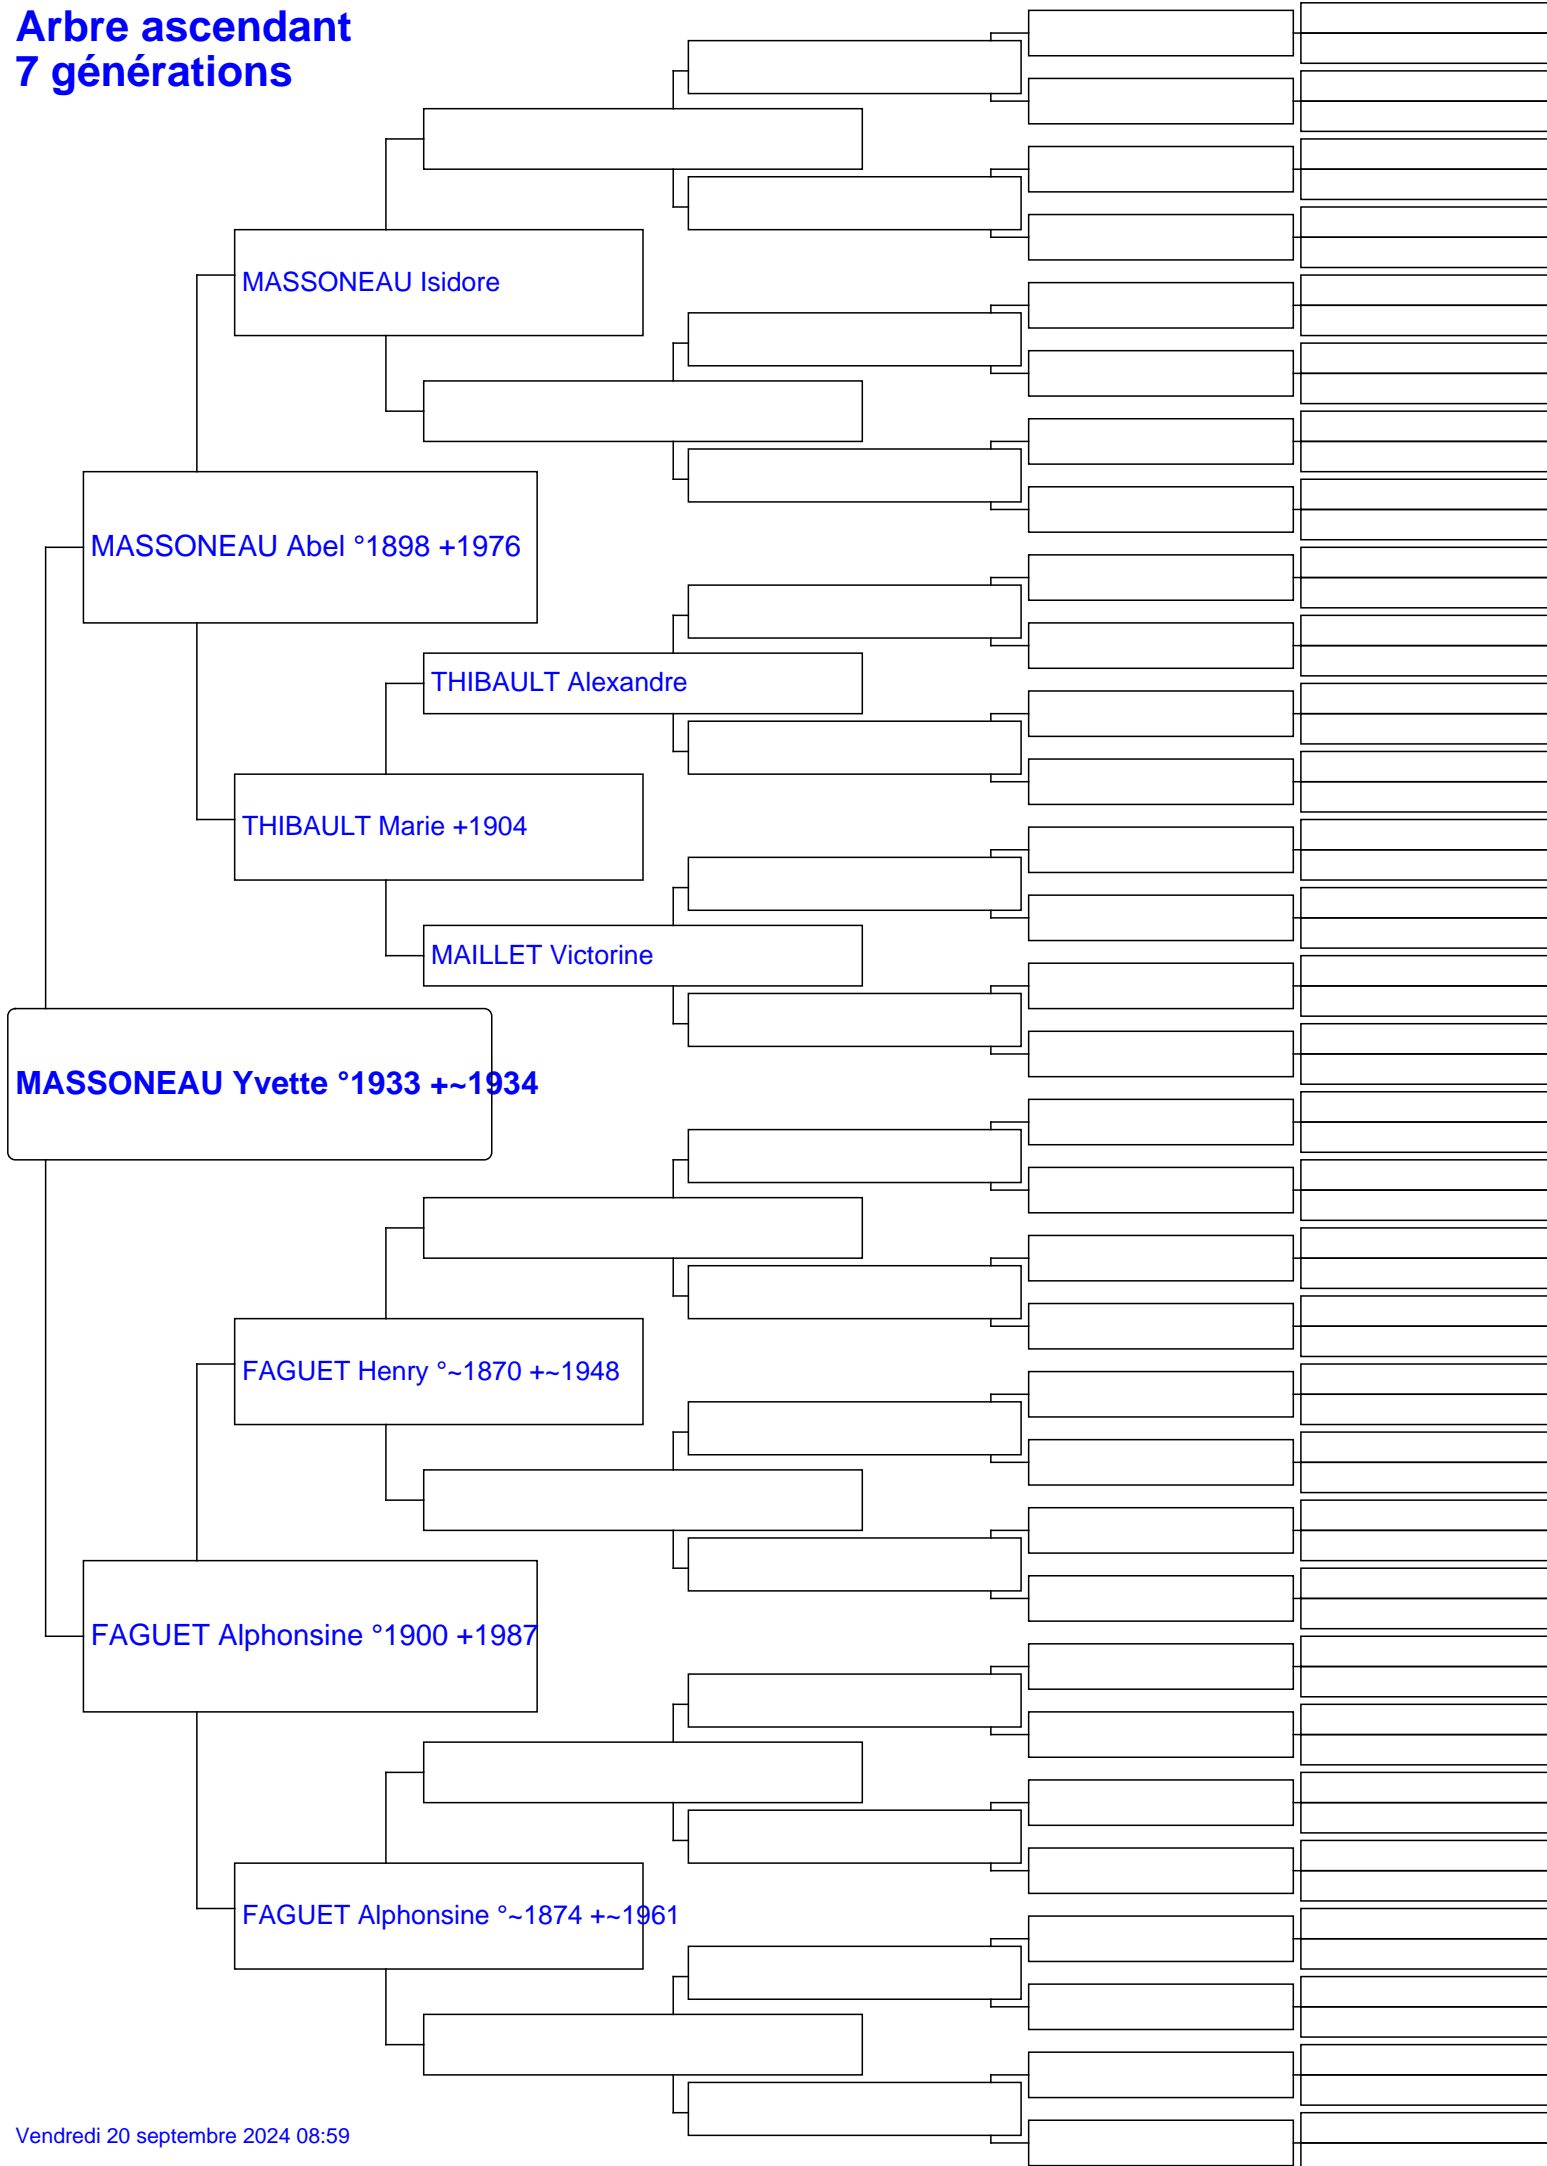 Arbre ascendant
7 générations
MASSONEAU Isidore
MASSONEAU Abel °1898 +1976
THIBAULT Alexandre
THIBAULT Marie +1904
MAILLET Victorine
MASSONEAU Yvette °1933 +~1934
FAGUET Henry °~1870 +~1948
FAGUET Alphonsine °1900 +1987
FAGUET Alphonsine °~1874 +~1961
Vendredi 20 septembre 2024 08:59